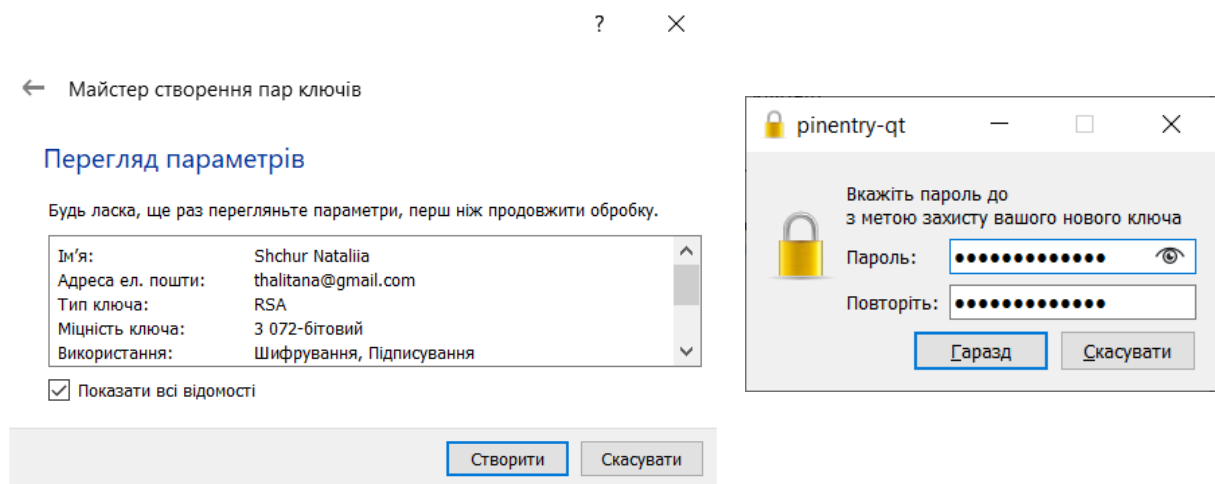 Майстер створення пар ключів
Перегляд параметрів
Будь ласка, ще раз перегляньте параметри, перш ніж продовжити обробку.
Ім’я: Shchur Nataliia
Адреса ел. пошти: thalitana@gmail.com
Тип ключа: RSA
Міцність ключа: 3 072-бітовий
Використання: Шифрування, Підписування
Показати всі відомості
Створити Скасувати
pinentry-qt
Вкажіть пароль до
з метою захисту вашого нового ключа
Пароль: ●●●●●●●●●●●●●
Повторіть: ●●●●●●●●●●●●●
Гаразд Скасувати